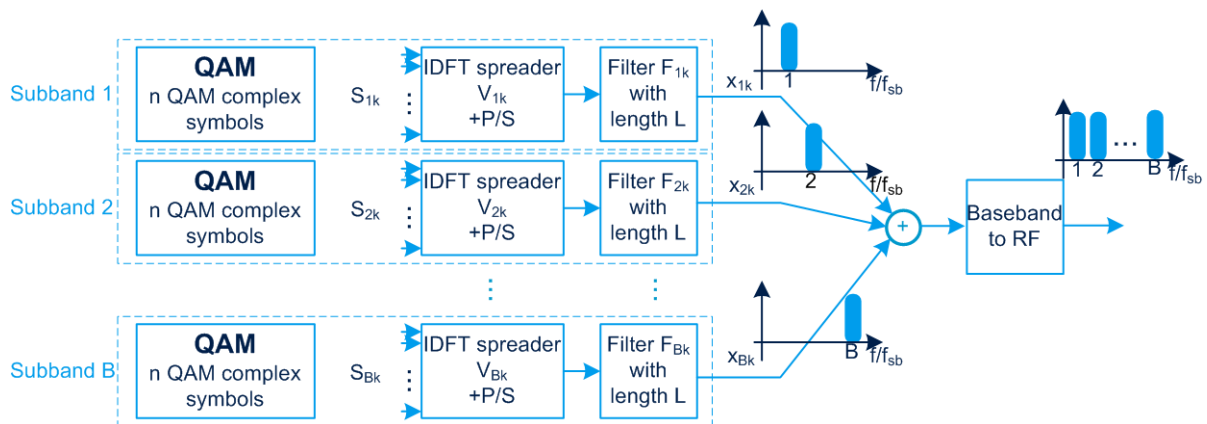 Subband 1
QAM
n QAM complex
symbols
S1k
⋮
IDFT spreader
V1k
+P/S
Filter F1k
with
length L
x1k
1
f/fsb
Subband 2
QAM
n QAM complex
symbols
S2k
⋮
IDFT spreader
V2k
+P/S
Filter F2k
with
length L
x2k
2
f/fsb
⋮
⋮
Subband B
QAM
n QAM complex
symbols
SBk
⋮
IDFT spreader
VBk
+P/S
Filter FBk
with
length L
xBk
B
f/fsb
+
Baseband
to RF
1 2 ... B f/fsb